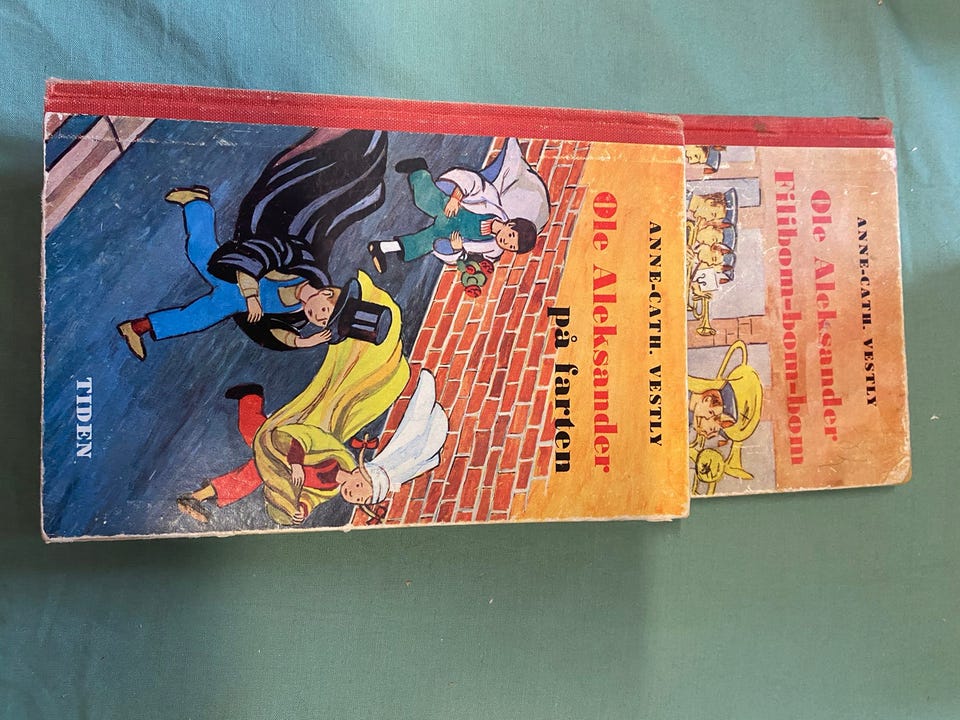 ANNE-CATH. VESTLY
Ole Aleksander
på farten
TIDEN
ANNE-CATH. VESTLY
Ole Aleksander
Filibom-bom-bom